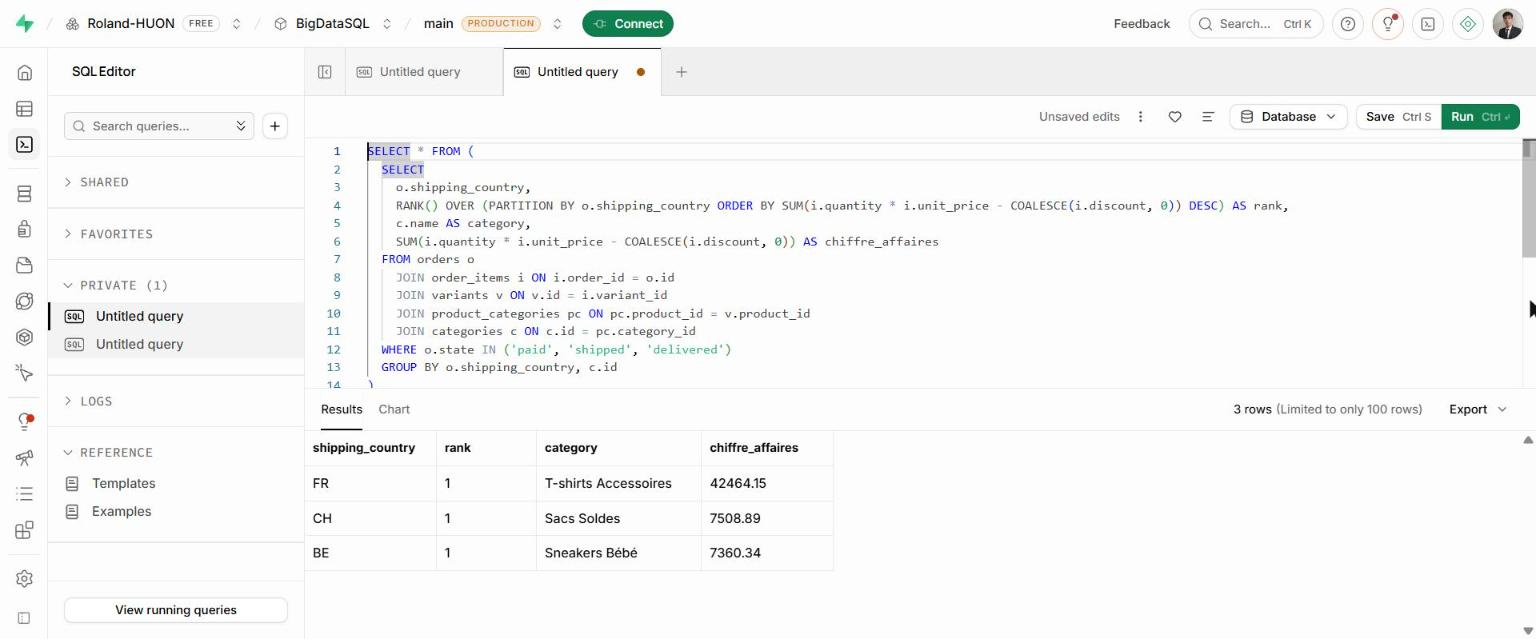 Roland-HUON FREE / BigDataSQL / main PRODUCTION Connect Feedback Search... Ctrl K
SQL Editor
Untitled query
Untitled query
Search queries...
Unsaved edits Database Save Ctrl S Run Ctrl ↵
SHARED
FAVORITES
PRIVATE (1)
Untitled query
Untitled query
LOGS
REFERENCE
Templates
Examples
View running queries
1 SELECT * FROM (
2 SELECT
3 o.shipping_country,
4 RANK() OVER (PARTITION BY o.shipping_country ORDER BY SUM(i.quantity * i.unit_price - COALESCE(i.discount, 0)) DESC) AS rank,
5 c.name AS category,
6 SUM(i.quantity * i.unit_price - COALESCE(i.discount, 0)) AS chiffre_affaires
7 FROM orders o
8 JOIN order_items i ON i.order_id = o.id
9 JOIN variants v ON v.id = i.variant_id
10 JOIN product_categories pc ON pc.product_id = v.product_id
11 JOIN categories c ON c.id = pc.category_id
12 WHERE o.state IN ('paid', 'shipped', 'delivered')
13 GROUP BY o.shipping_country, c.id
14 )
Results Chart 3 rows (Limited to only 100 rows) Export
shipping_country rank category chiffre_affaires
FR 1 T-shirts Accessoires 42464.15
CH 1 Sacs Soldes 7508.89
BE 1 Sneakers Bébé 7360.34